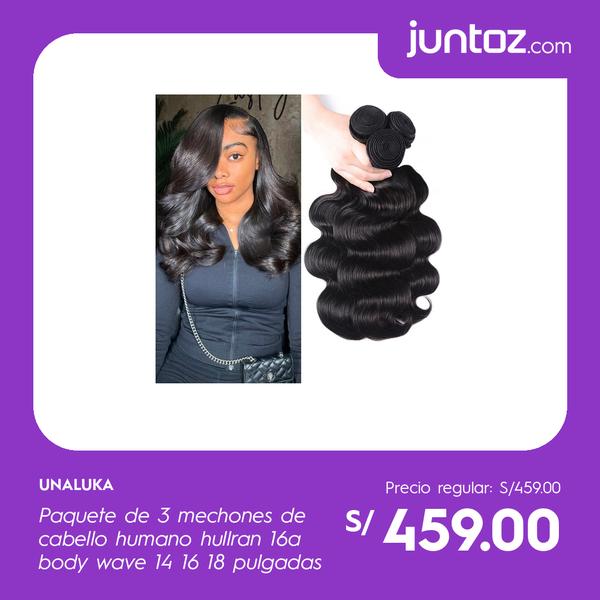 juntoz.com
UNALUKA
Paquete de 3 mechones de
cabello humano hullran 16a
body wave 14 16 18 pulgadas
Precio regular: S/459.00
S/ 459.00